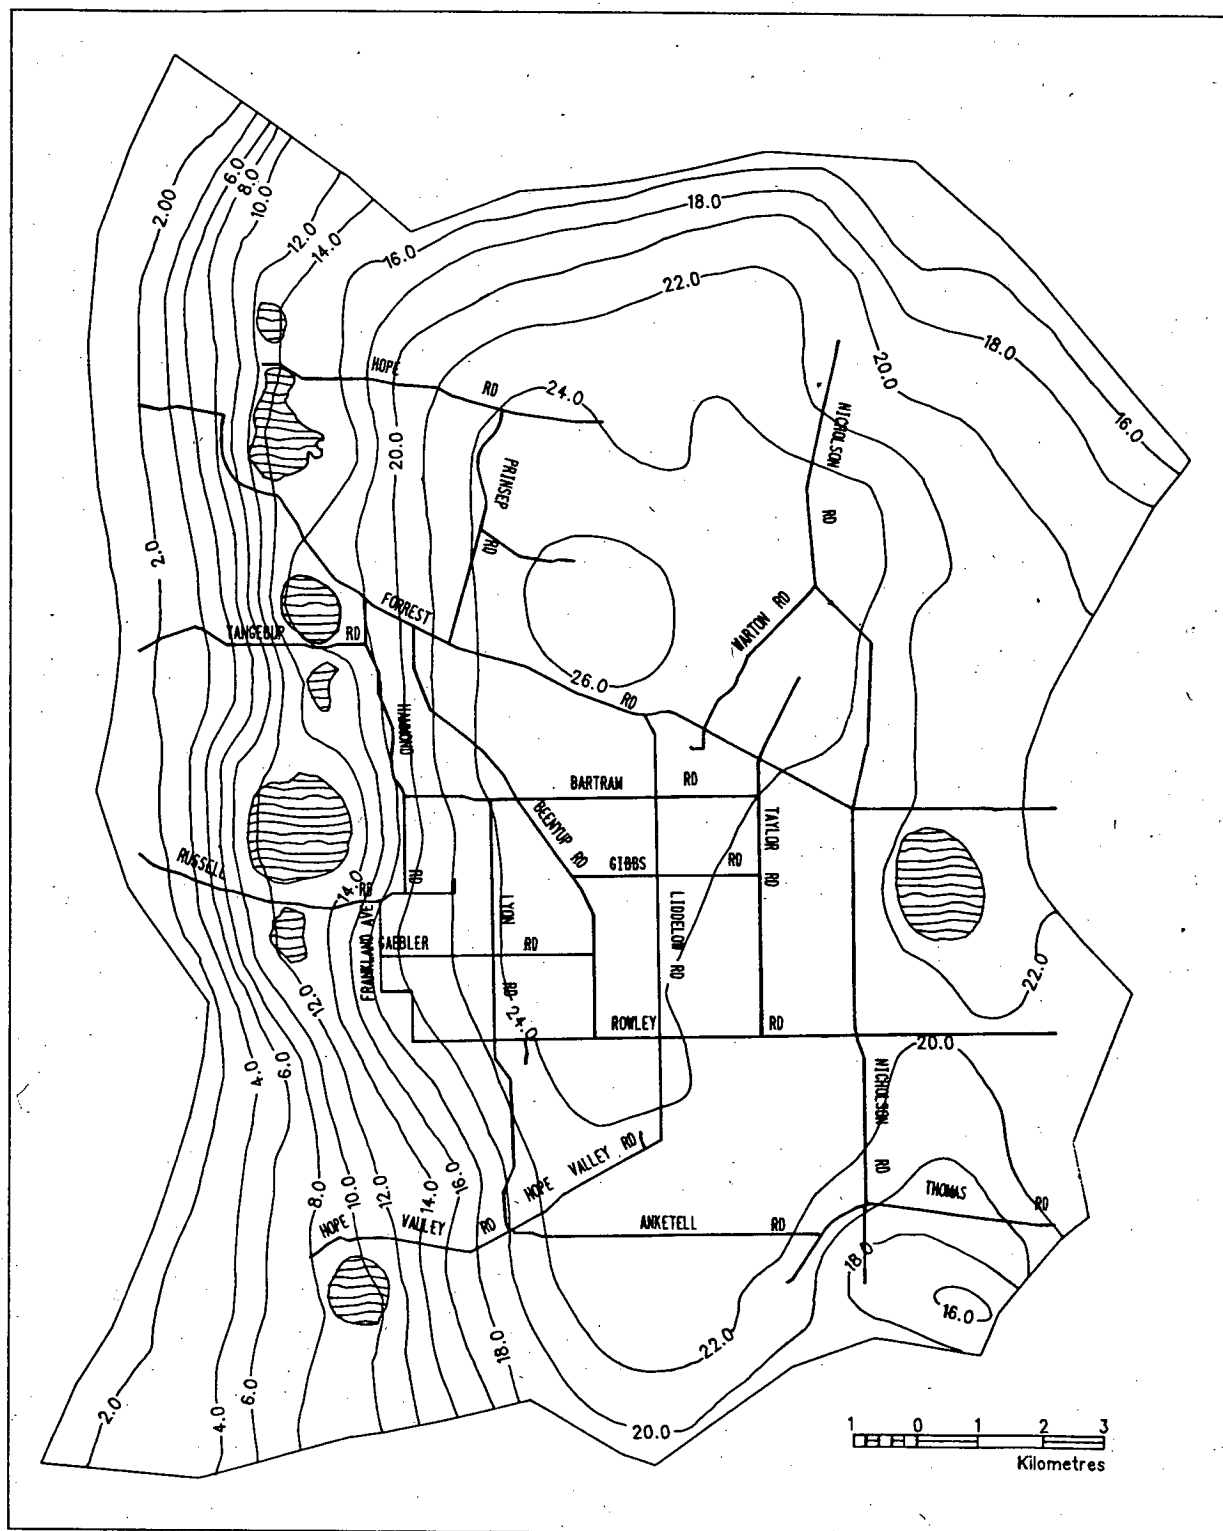 2.00
6.0
8.0
10.0
12.0
14.0
16.0
18.0
22.0
18.0
20.0
16.0
HOPE RD
24.0
20.0
NICHOLSON RD
PRINSEP RD
2.0
FORREST RD
26.0
WARTON RD
TANGEBUP RD
HAMMOND RD
BARTRAM RD
BEENYUP RD
TAYLOR RD
GIBBS RD
RUSSELL RD
14.0
LYON RD
LIDDELOW RD
FRANKLAND AVE
GAEBLER RD
22.0
12.0
24.0
ROWLEY RD
20.0
4.0
6.0
NICHOLSON RD
HOPE VALLEY RD
THOMAS RD
8.0
10.0
12.0
14.0
16.0
HOPE VALLEY RD
ANKETELL RD
18.0
16.0
18.0
22.0
2.0
4.0
6.0
20.0
1 0 1 2 3
Kilometres